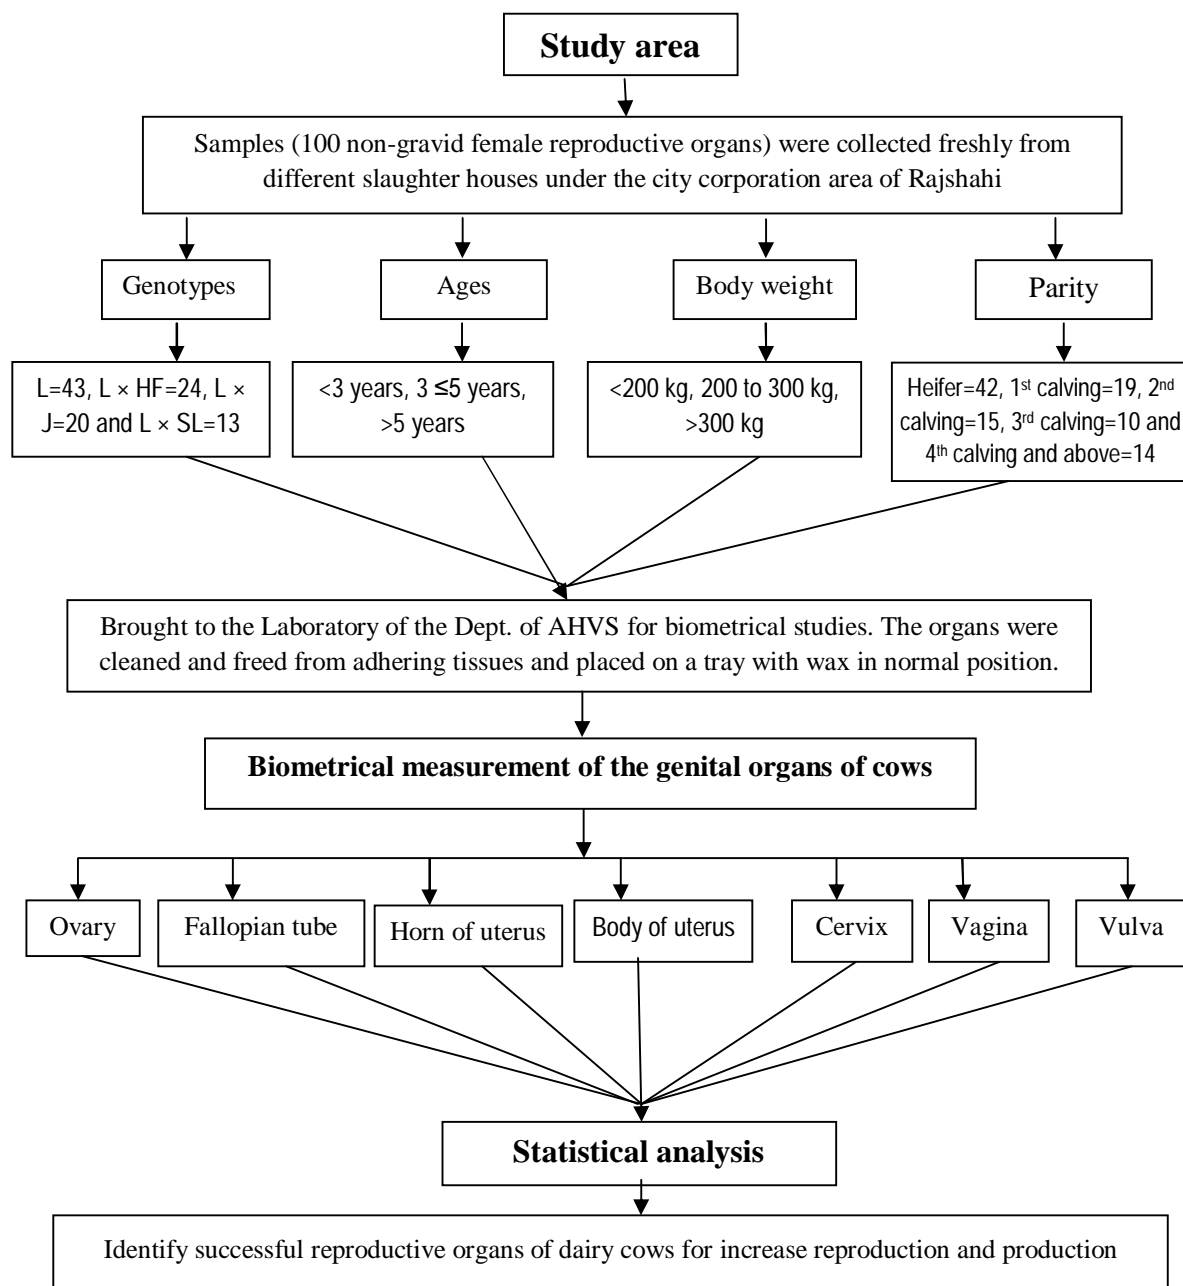 Study area
Samples (100 non-gravid female reproductive organs) were collected freshly from
different slaughter houses under the city corporation area of Rajshahi
Genotypes
Ages
Body weight
Parity
L=43, L × HF=24, L ×
J=20 and L × SL=13
<3 years, 3 ≤5 years,
>5 years
<200 kg, 200 to 300 kg,
>300 kg
Heifer=42, 1st calving=19, 2nd
calving=15, 3rd calving=10 and
4th calving and above=14
Brought to the Laboratory of the Dept. of AHVS for biometrical studies. The organs were
cleaned and freed from adhering tissues and placed on a tray with wax in normal position.
Biometrical measurement of the genital organs of cows
Ovary
Fallopian tube
Horn of uterus
Body of uterus
Cervix
Vagina
Vulva
Statistical analysis
Identify successful reproductive organs of dairy cows for increase reproduction and production